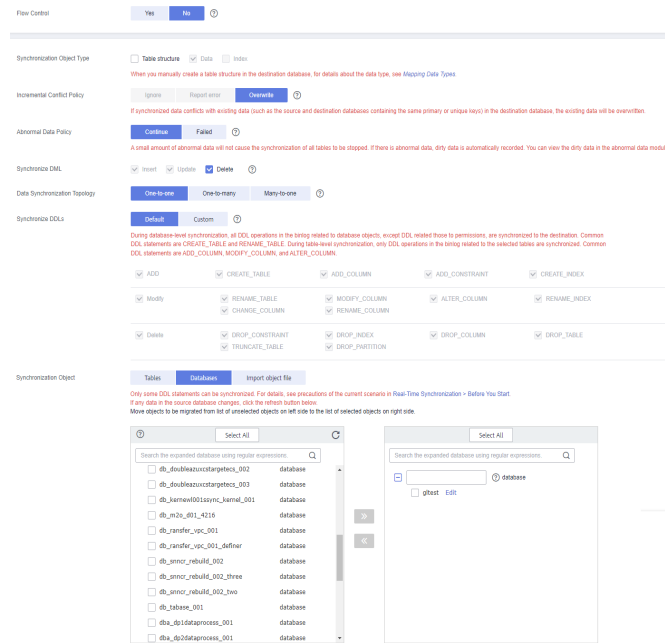 Flow Control Yes No
Synchronization Object Type Table structure Data Index
When you manually create a table structure in the destination database, for details about the data type, see Mapping Data Types
Incremental Conflict Policy Ignore Report error Overwrite
If synchronized data conflicts with existing data (such as the source and destination databases containing the same primary or unique keys) in the destination database, the existing data will be overwritten.
Abnormal Data Policy Continue Failed
A small amount of abnormal data will not cause the synchronization of all tables to be stopped. If there is abnormal data, dirty data is automatically recorded. You can view the dirty data in the abnormal data modul
Synchronize DML Insert Update Delete
Data Synchronization Topology One-to-one One-to-many Many-to-one
Synchronize DDLs Default Custom
During database-level synchronization, all DDL operations in the binlog related to database objects, except DDL related those to permissions, are synchronized to the destination. Common
DDL statements are CREATE_TABLE and RENAME_TABLE. During table-level synchronization, only DDL operations in the binlog related to the selected tables are synchronized. Common
DDL statements are ADD_COLUMN, MODIFY_COLUMN, and ALTER_COLUMN.
ADD CREATE_TABLE ADD_COLUMN ADD_CONSTRAINT CREATE_INDEX
Modify RENAME_TABLE MODIFY_COLUMN ALTER_COLUMN RENAME_INDEX
CHANGE_COLUMN RENAME_COLUMN
Delete DROP_CONSTRAINT DROP_INDEX DROP_COLUMN DROP_TABLE
TRUNCATE_TABLE DROP_PARTITION
Synchronization Object Tables Databases Import object file
Only some DDL statements can be synchronized. For details, see precautions of the current scenario in Real-Time Synchronization > Before You Start.
If any data in the source database changes, click the refresh button below.
Move objects to be migrated from list of unselected objects on left side to the list of selected objects on right side.
Select All Select All
Search the expanded database using regular expressions. Search the expanded database using regular expressions.
db_doubleazuxcstargetecs_002 database
db_doubleazuxcstargetecs_003 database
db_kernewl001ssync_kernel_001 database
db_m2o_d01_4216 database
db_ransfer_vpc_001 database
db_ransfer_vpc_001_definer database
db_snncr_rebuild_002 database
db_snncr_rebuild_002_three database
db_snncr_rebuild_002_two database
db_tabase_001 database
dba_dp1dataprocess_001 database
dba_dp2dataprocess_001 database
database
gltest Edit